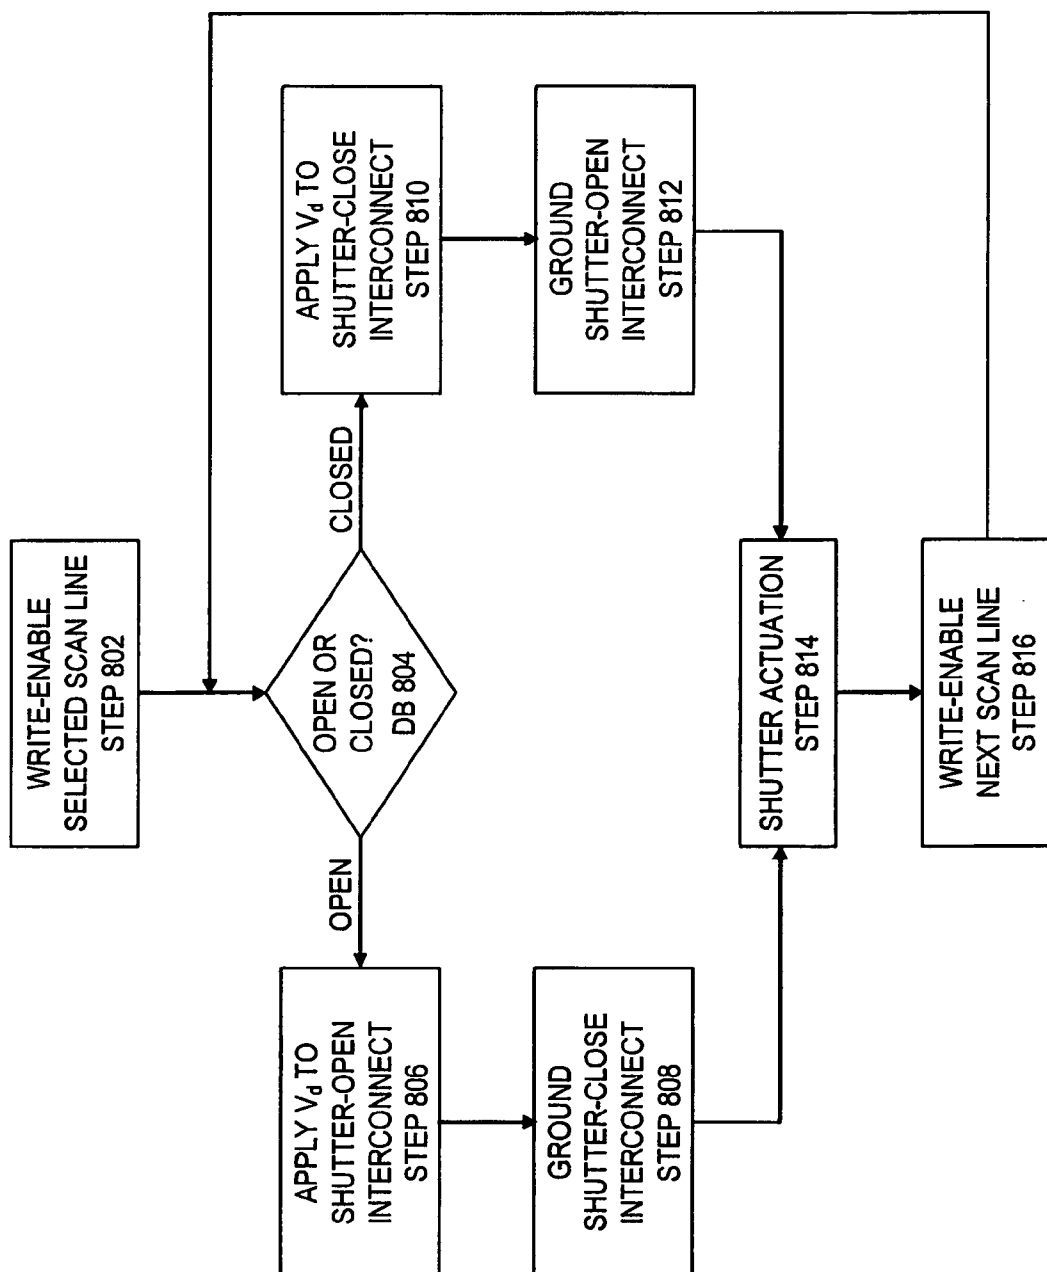 WRITE-ENABLE
SELECTED SCAN LINE
STEP 802
OPEN OR
CLOSED?
DB 804
OPEN
CLOSED
APPLY Vd TO
SHUTTER-OPEN
INTERCONNECT
STEP 806
APPLY Vd TO
SHUTTER-CLOSE
INTERCONNECT
STEP 810
GROUND
SHUTTER-CLOSE
INTERCONNECT
STEP 808
GROUND
SHUTTER-OPEN
INTERCONNECT
STEP 812
SHUTTER ACTUATION
STEP 814
WRITE-ENABLE
NEXT SCAN LINE
STEP 816